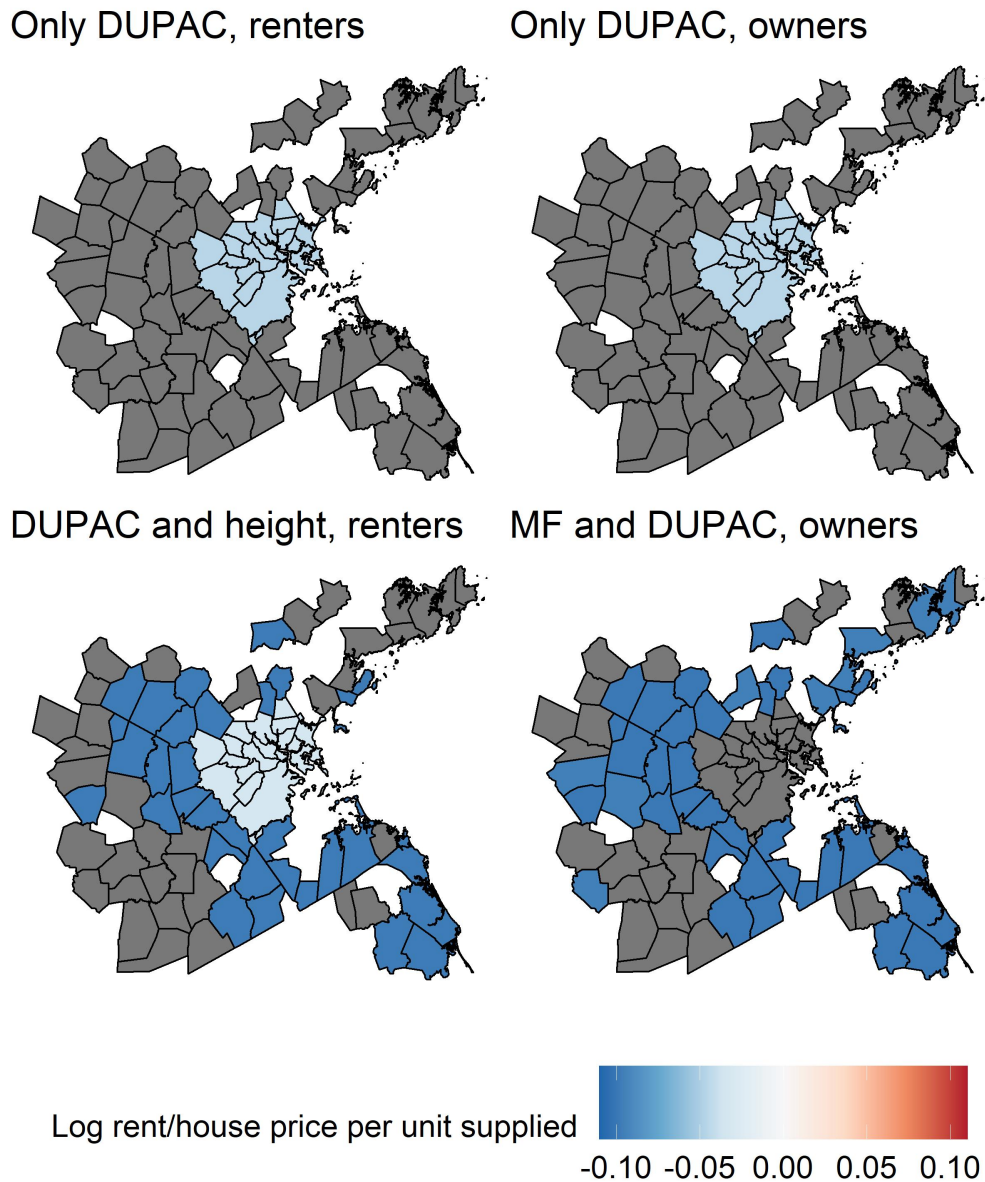 Only DUPAC, renters
Only DUPAC, owners
DUPAC and height, renters
MF and DUPAC, owners
Log rent/house price per unit supplied
-0.10 -0.05 0.00 0.05 0.10